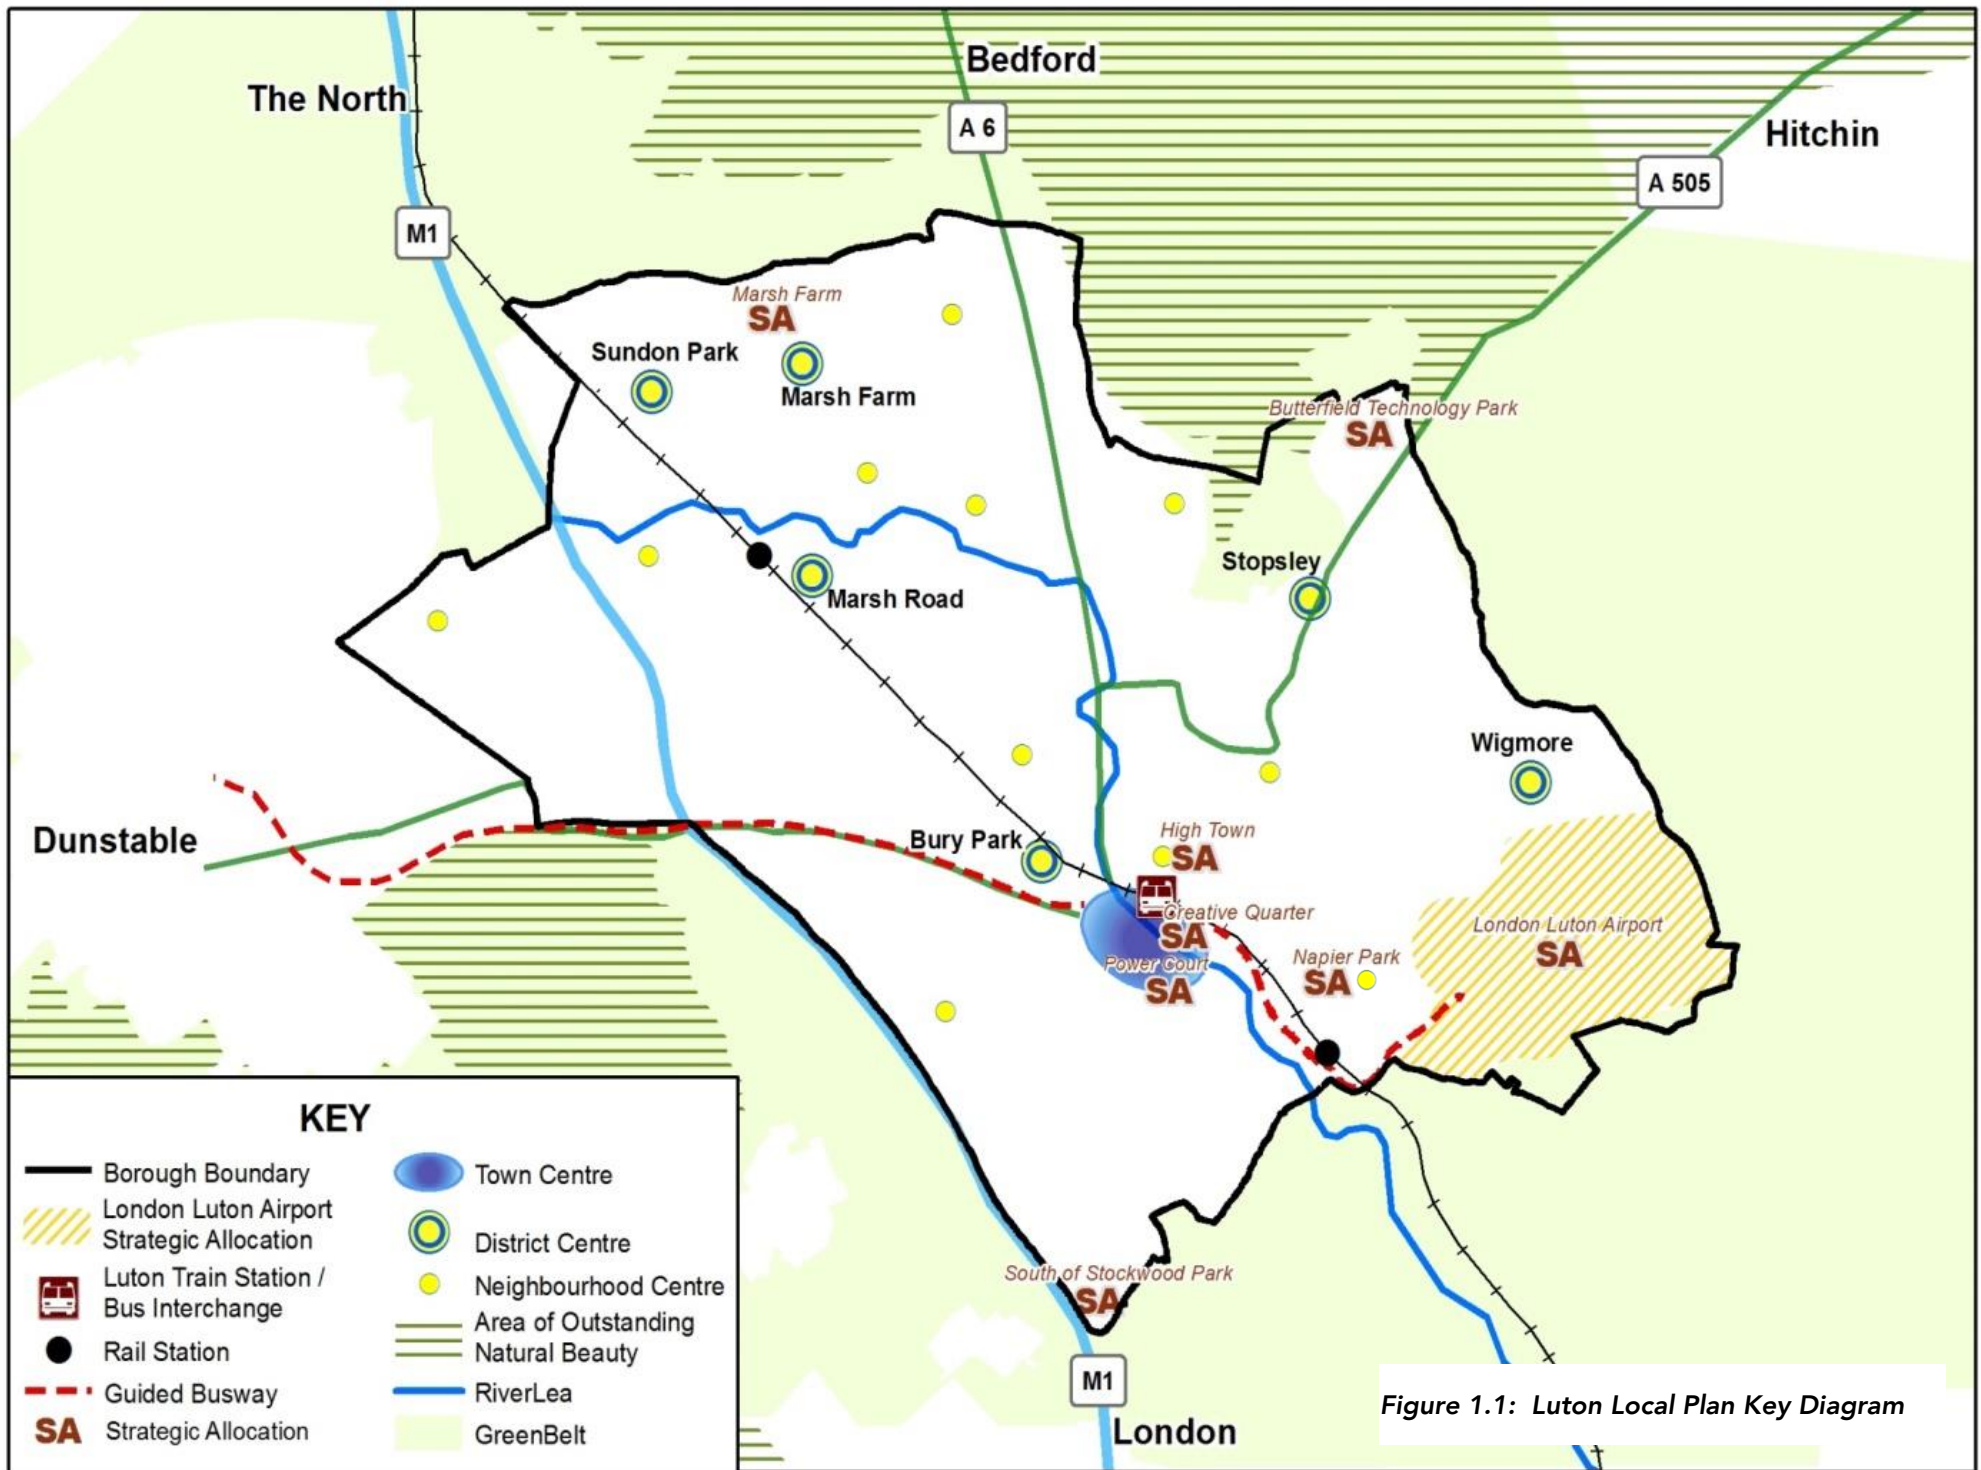 Bedford
The North
A 6
Hitchin
A 505
M1
Marsh Farm
SA
Sundon Park
Marsh Farm
Butterfield Technology Park
SA
Stopsley
Marsh Road
Wigmore
Dunstable
Bury Park
High Town
SA
Creative Quarter
SA
Power Court
SA
Napier Park
SA
London Luton Airport
SA
South of Stockwood Park
SA
M1
London
KEY
Borough Boundary
London Luton Airport
Strategic Allocation
Luton Train Station /
Bus Interchange
Rail Station
Guided Busway
SA Strategic Allocation
Town Centre
District Centre
Neighbourhood Centre
Area of Outstanding
Natural Beauty
RiverLea
GreenBelt
Figure 1.1: Luton Local Plan Key Diagram